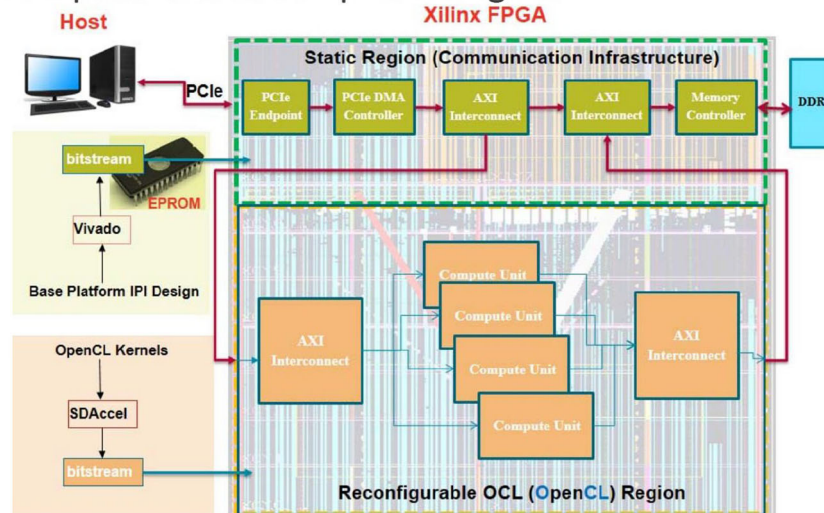 Host
Xilinx FPGA
Static Region (Communication Infrastructure)
PCIe
PCIe
Endpoint
PCIe DMA
Controller
AXI
Interconnect
AXI
Interconnect
Memory
Controller
DDR
bitstream
EPROM
Vivado
Base Platform IPI Design
OpenCL Kernels
SDAccel
bitstream
AXI
Interconnect
Compute Unit
Compute Unit
Compute Unit
Compute Unit
AXI
Interconnect
Reconfigurable OCL (OpenCL) Region